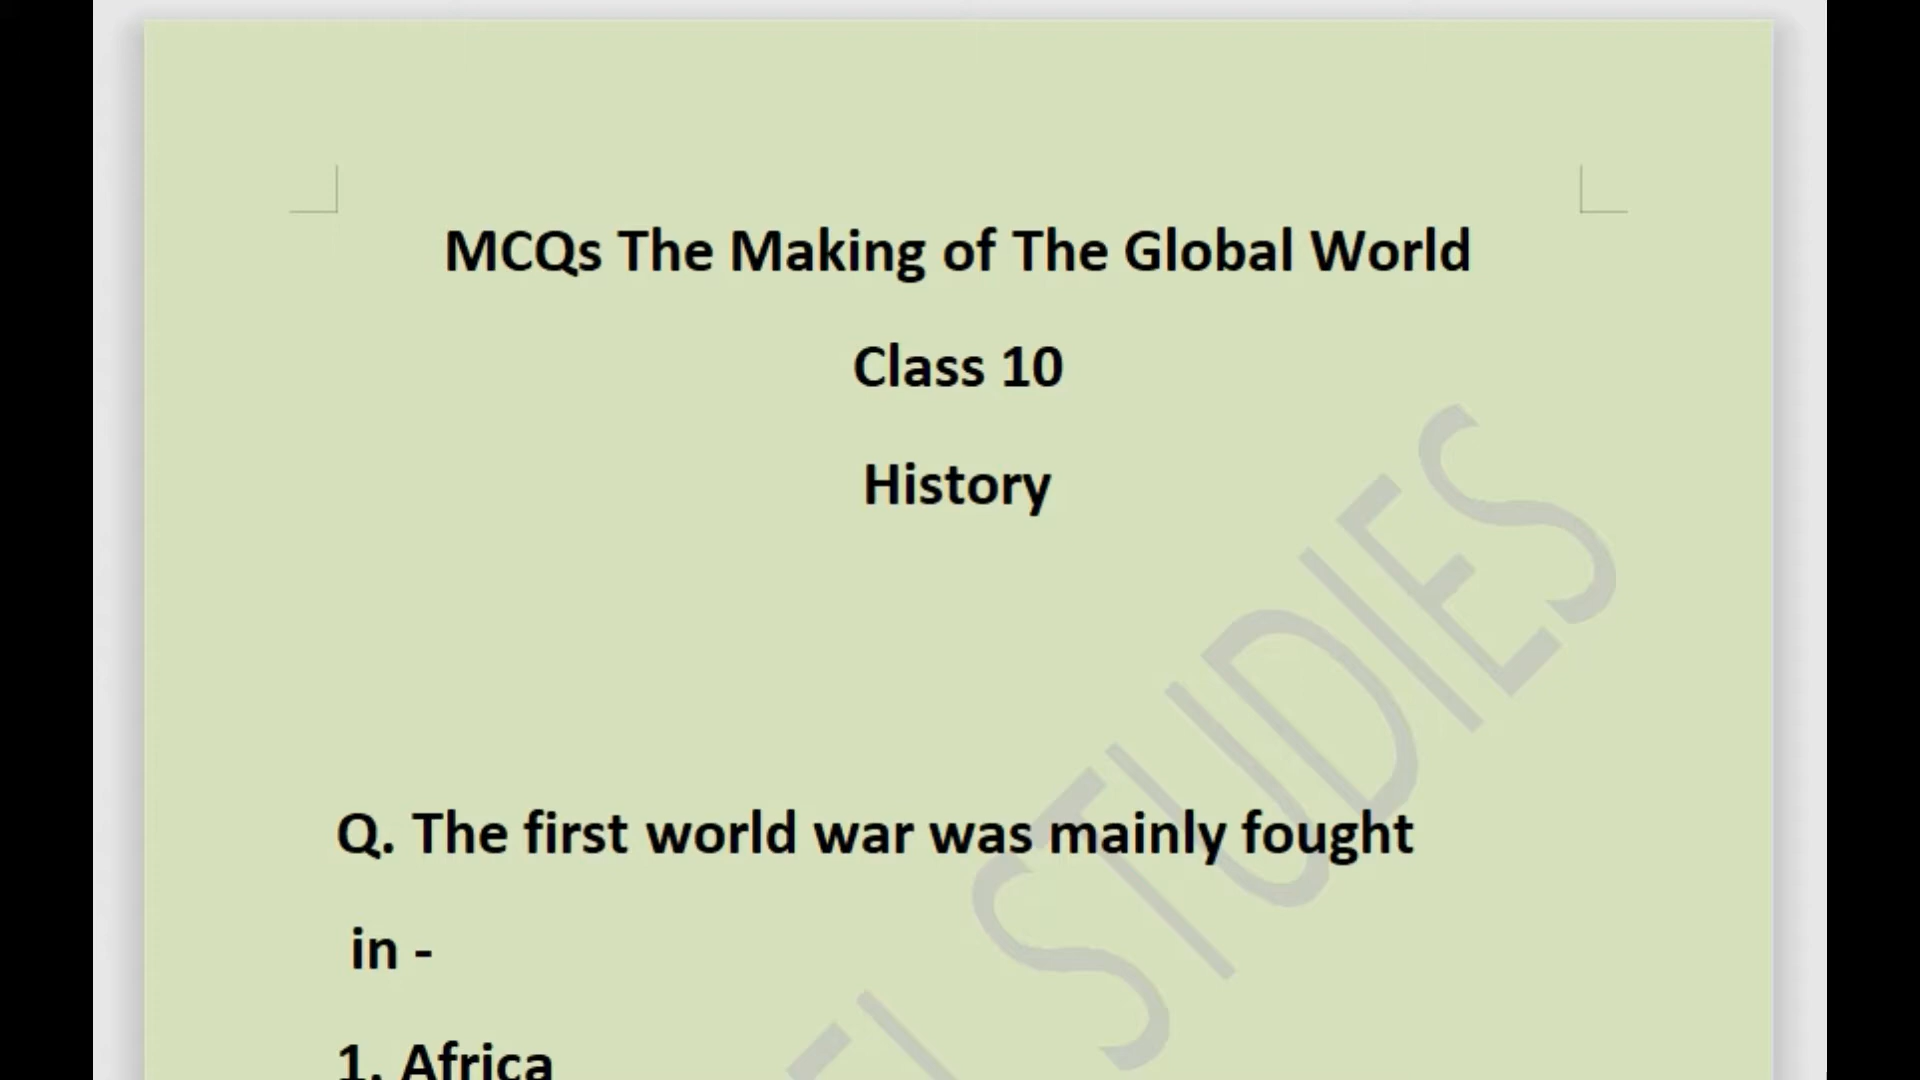 MCQs The Making of The Global World
Class 10
History
Q. The first world war was mainly fought
in -
1. Africa
STUDIES